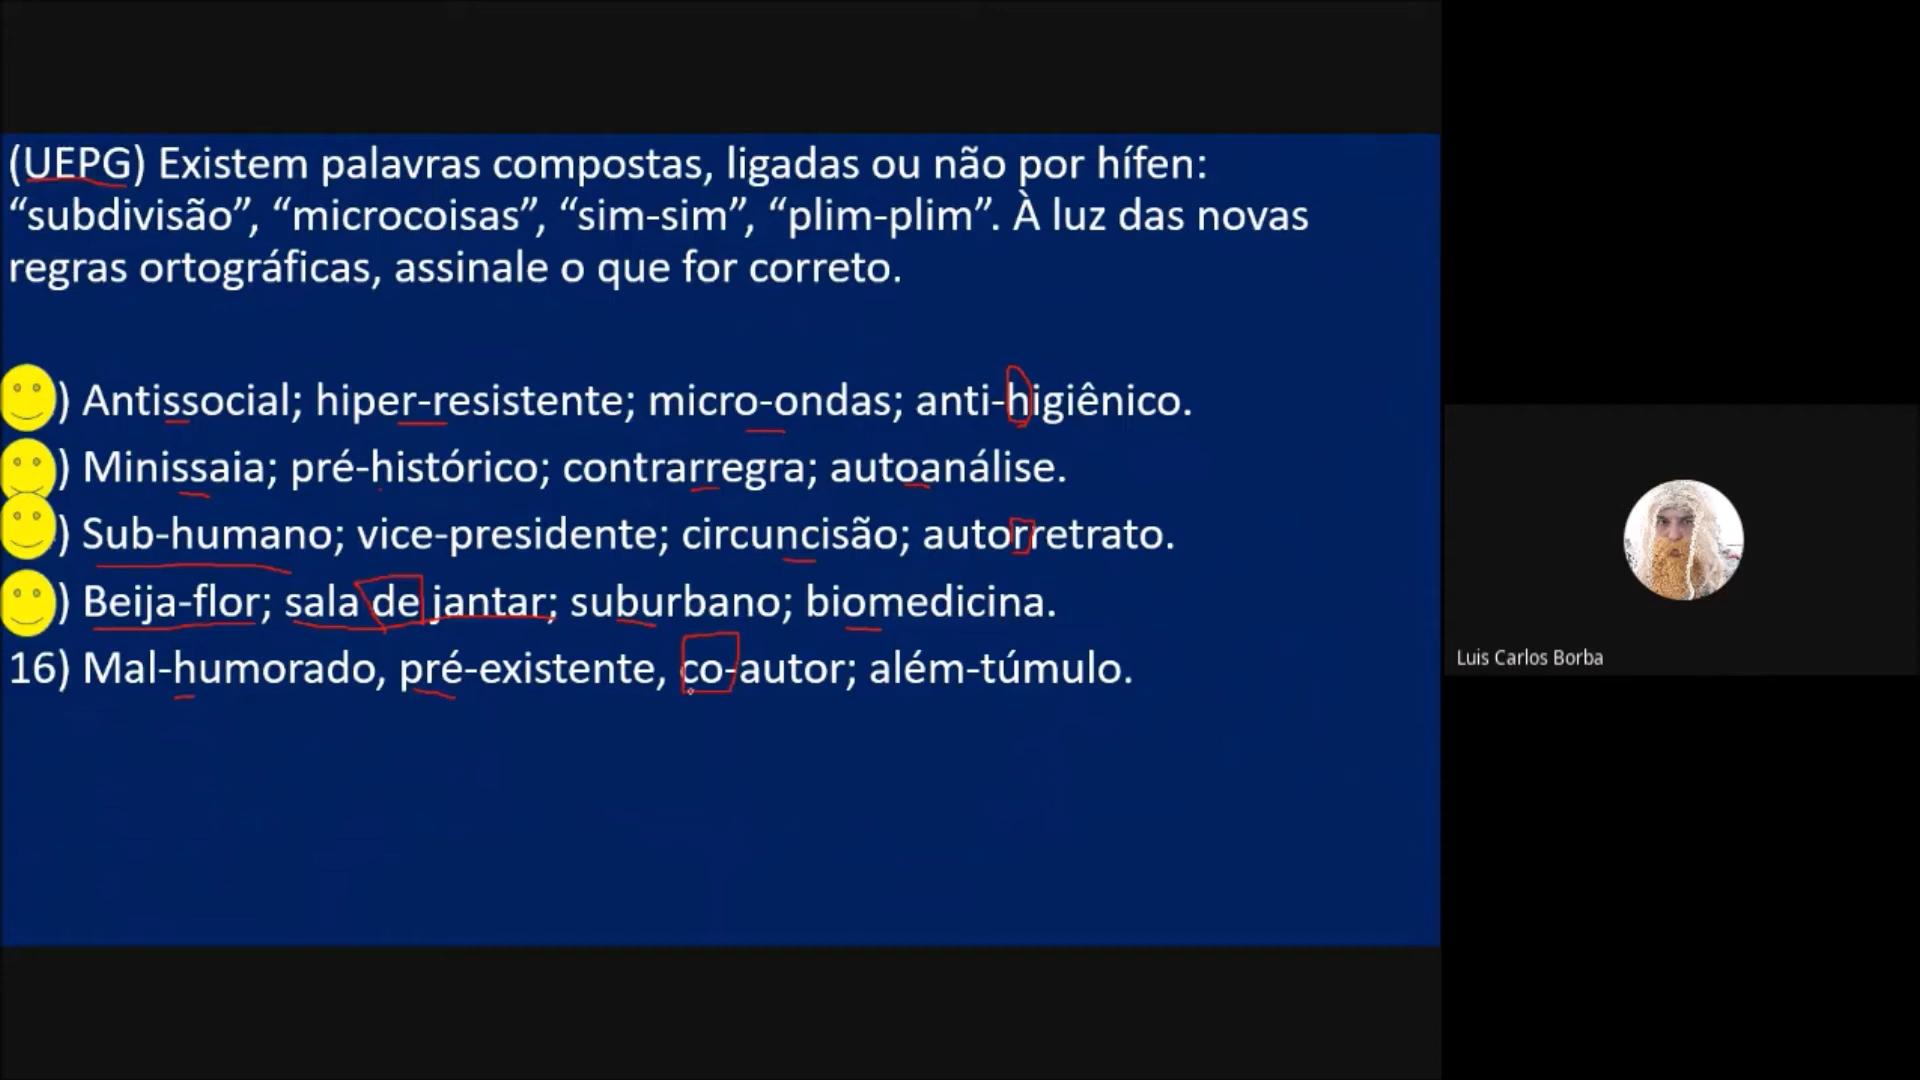 (UEPG) Existem palavras compostas, ligadas ou não por hífen:
“subdivisão”, “microcoisas”, “sim-sim”, “plim-plim”. À luz das novas
regras ortográficas, assinale o que for correto.
) Antissocial; hiper-resistente; micro-ondas; anti-higiênico.
) Minissaia; pré-histórico; contrarregra; autoanálise.
) Sub-humano; vice-presidente; circuncisão; autorretrato.
) Beija-flor; sala de jantar; suburbano; biomedicina.
16) Mal-humorado, pré-existente, co-autor; além-túmulo.
Luis Carlos Borba